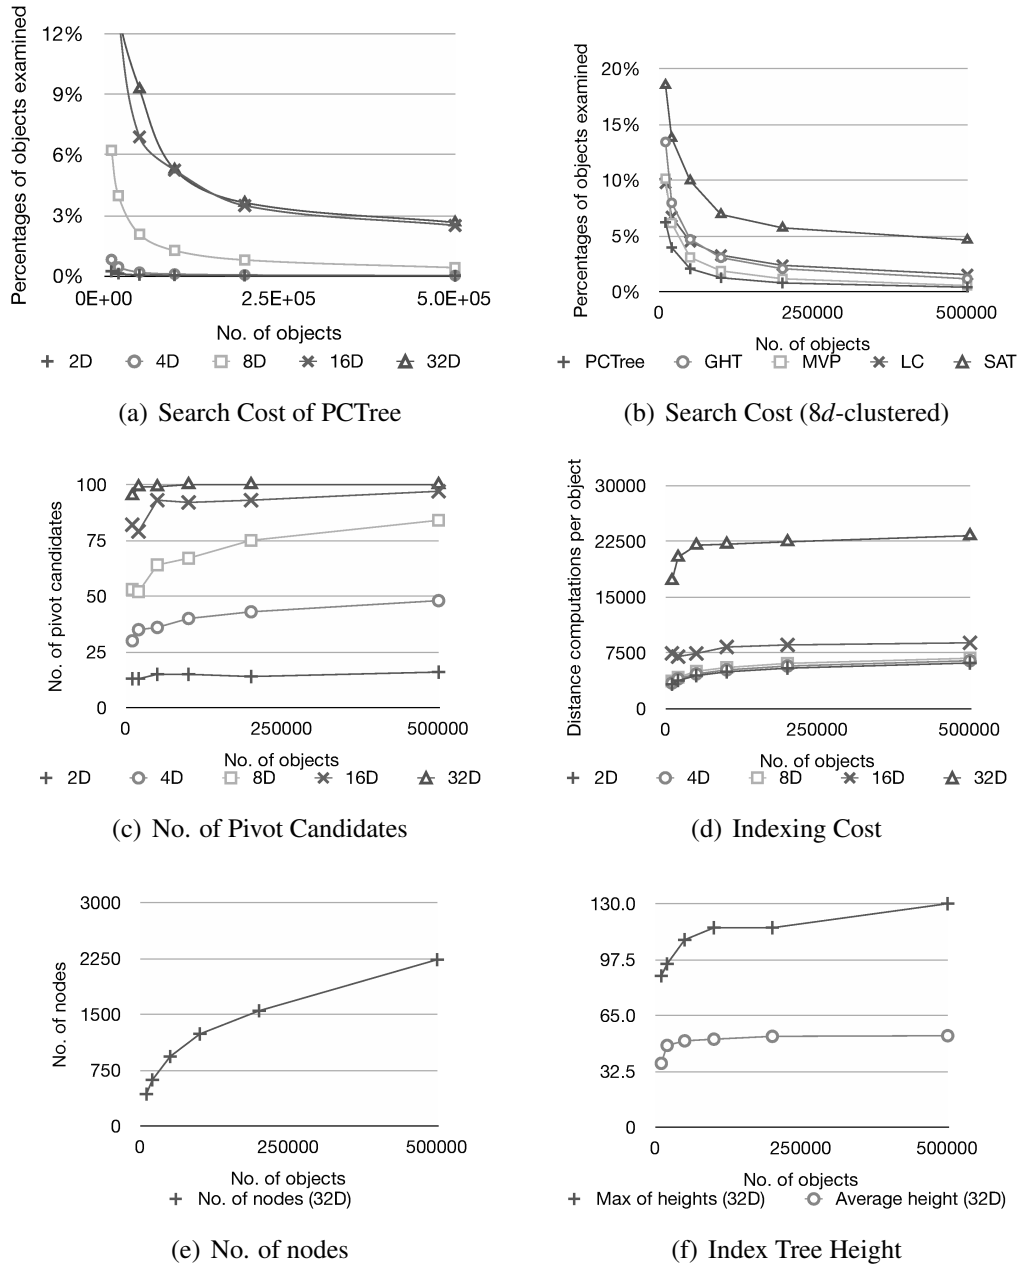 Percentages of objects examined
12%
9%
6%
3%
0%
0E+00 2.5E+05 5.0E+05
No. of objects
2D 4D 8D 16D 32D
(a) Search Cost of PCTree
Percentages of objects examined
20%
15%
10%
5%
0%
0 250000 500000
No. of objects
PCTree GHT MVP LC SAT
(b) Search Cost (8d-clustered)
No. of pivot candidates
100
75
50
25
0
0 250000 500000
No. of objects
2D 4D 8D 16D 32D
(c) No. of Pivot Candidates
Distance computations per object
30000
22500
15000
7500
0
0 250000 500000
No. of objects
2D 4D 8D 16D 32D
(d) Indexing Cost
No. of nodes
3000
2250
1500
750
0
0 250000 500000
No. of objects
No. of nodes (32D)
(e) No. of nodes
130.0
97.5
65.0
32.5
0
0 250000 500000
No. of objects
Max of heights (32D) Average height (32D)
(f) Index Tree Height